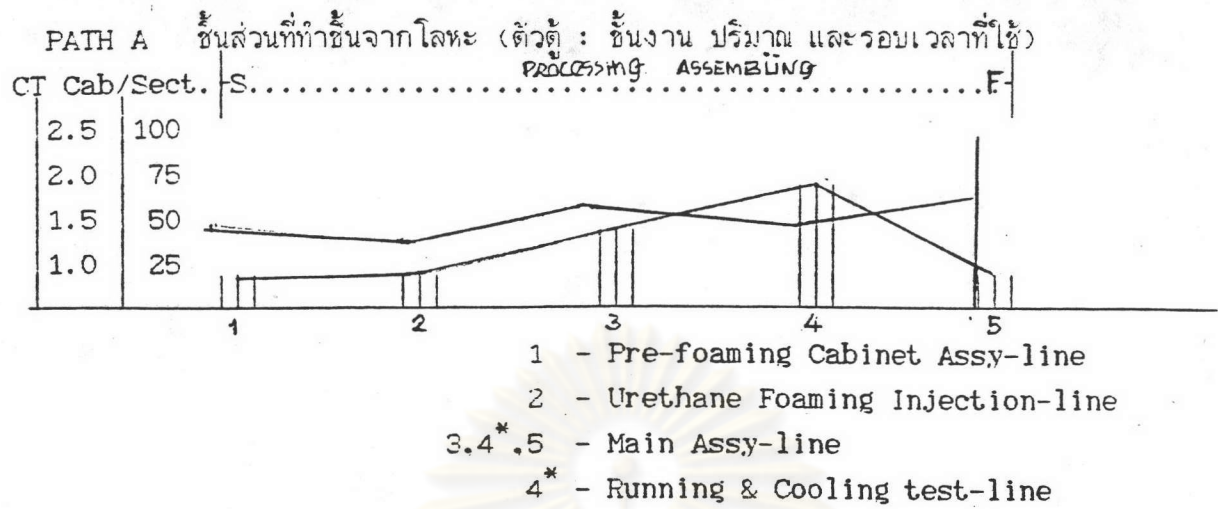 PATH A ชิ้นส่วนที่ทำขึ้นจากโลหะ (ตัวตู้ : ชิ้นงาน ปริมาณ และรอบเวลาที่ใช้)
PROCESSING ASSEMBLING
CT Cab/Sect. S..................................................F
2.5 100
2.0 75
1.5 50
1.0 25
1 2 3 4 5
1 - Pre-foaming Cabinet Assy-line
2 - Urethane Foaming Injection-line
3.4*.5 - Main Assy-line
4* - Running & Cooling test-line